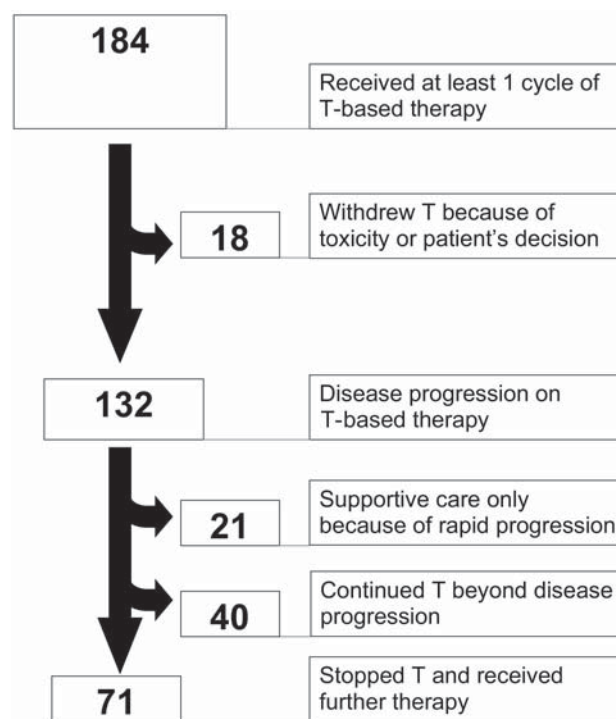 184
Received at least 1 cycle of
T-based therapy
18
Withdrew T because of
toxicity or patient's decision
132
Disease progression on
T-based therapy
21
Supportive care only
because of rapid progression
40
Continued T beyond disease
progression
71
Stopped T and received
further therapy